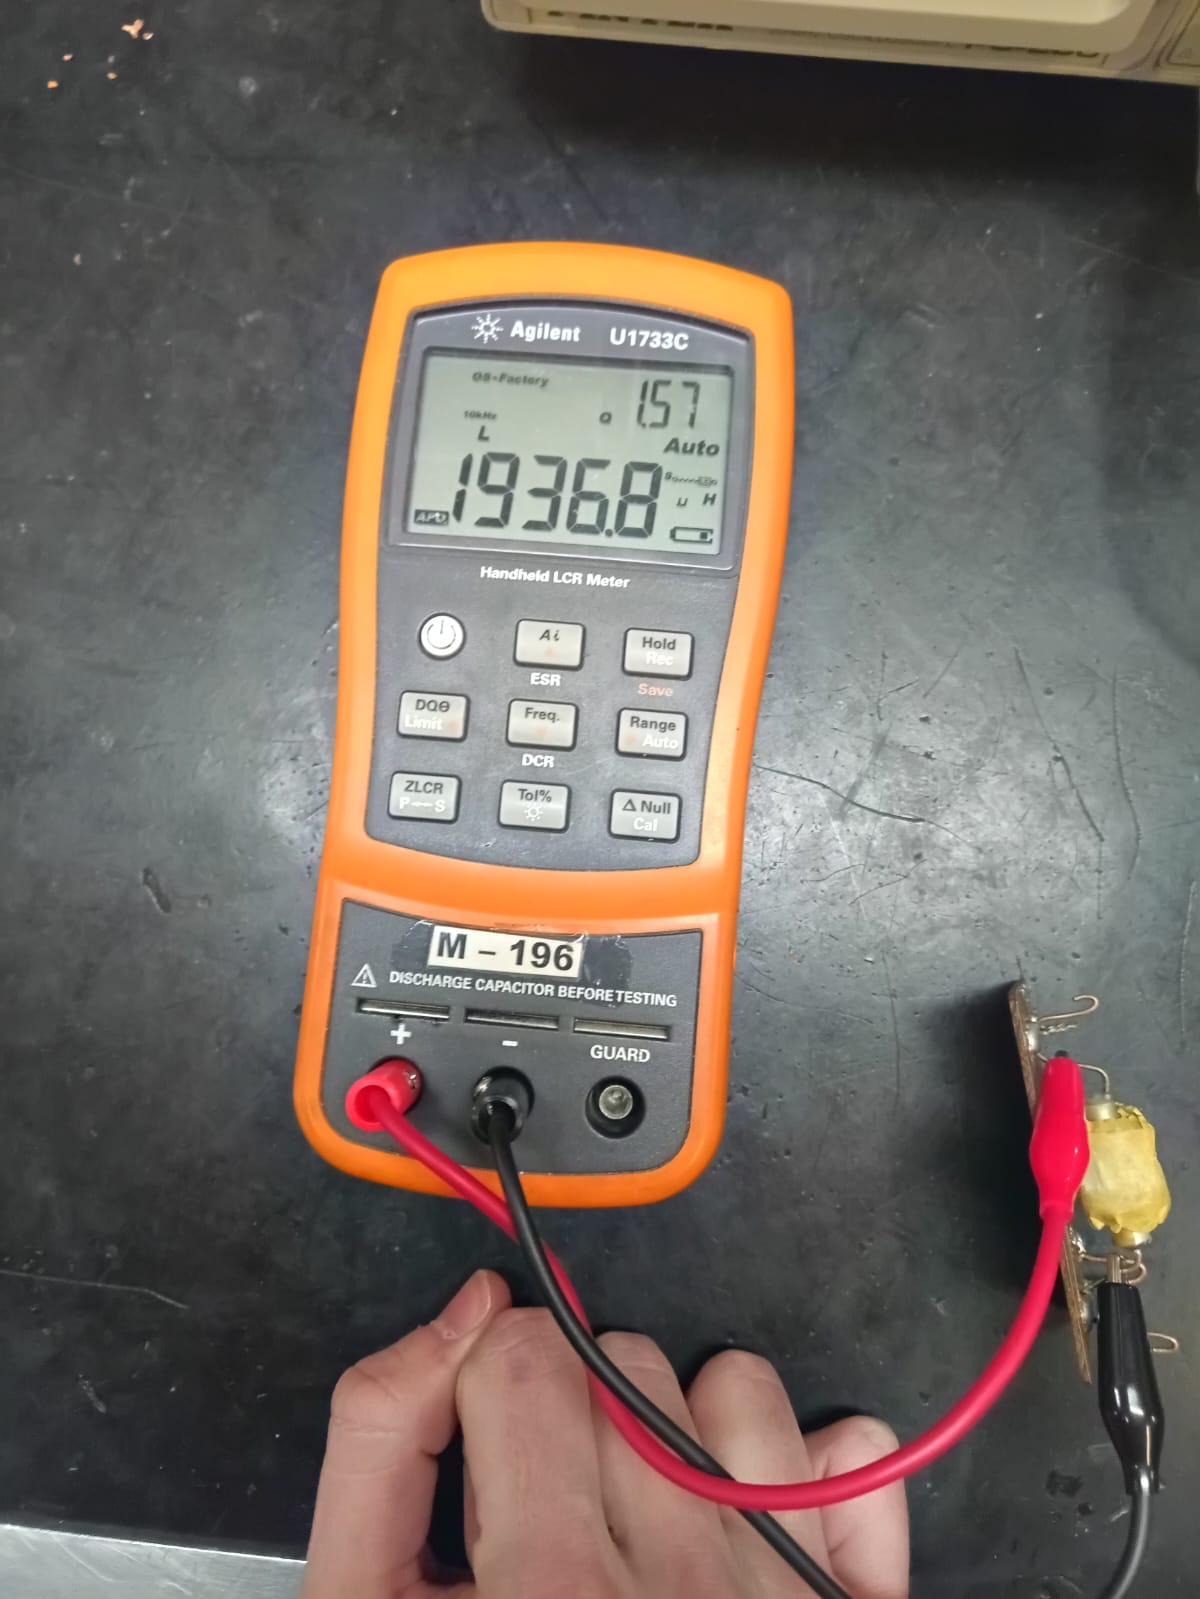 Agilent U1733C
OS-Factory
Q 1.57
10kHz
L
Auto
1936.8
μ H
APO
Handheld LCR Meter
Ai
Hold
Rec
ESR
Save
DQΘ
Limit
Freq.
Range
Auto
DCR
ZLCR
P S
Tol%
Δ Null
Cal
M - 196
DISCHARGE CAPACITOR BEFORE TESTING
+ -
GUARD